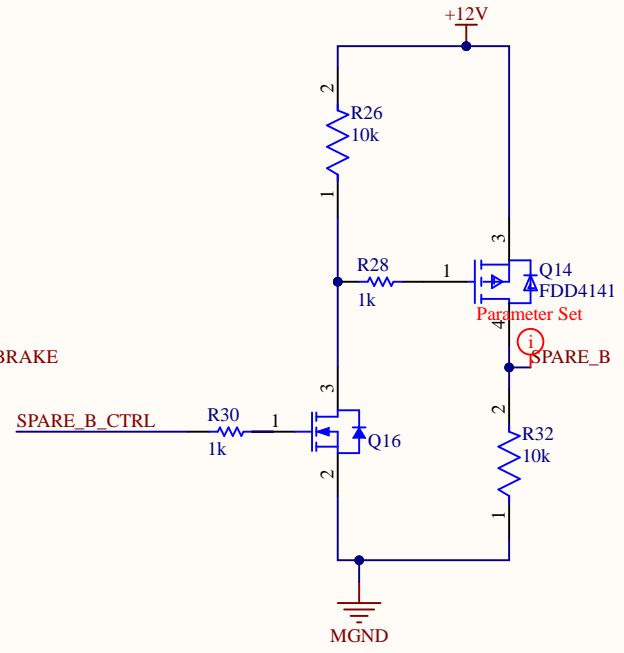 +12V
2
R26
10k
1
3
R28
1
1k
Q14
FDD4141
Parameter Set
4
i
BRAKE
SPARE_B
SPARE_B_CTRL
R30
1
1k
3
Q16
2
2
R32
10k
1
MGND